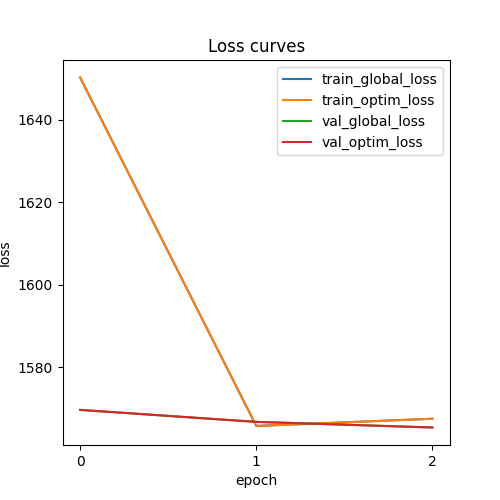 Loss curves
train_global_loss
train_optim_loss
val_global_loss
val_optim_loss
1640
1620
1600
1580
loss
0
1
2
epoch